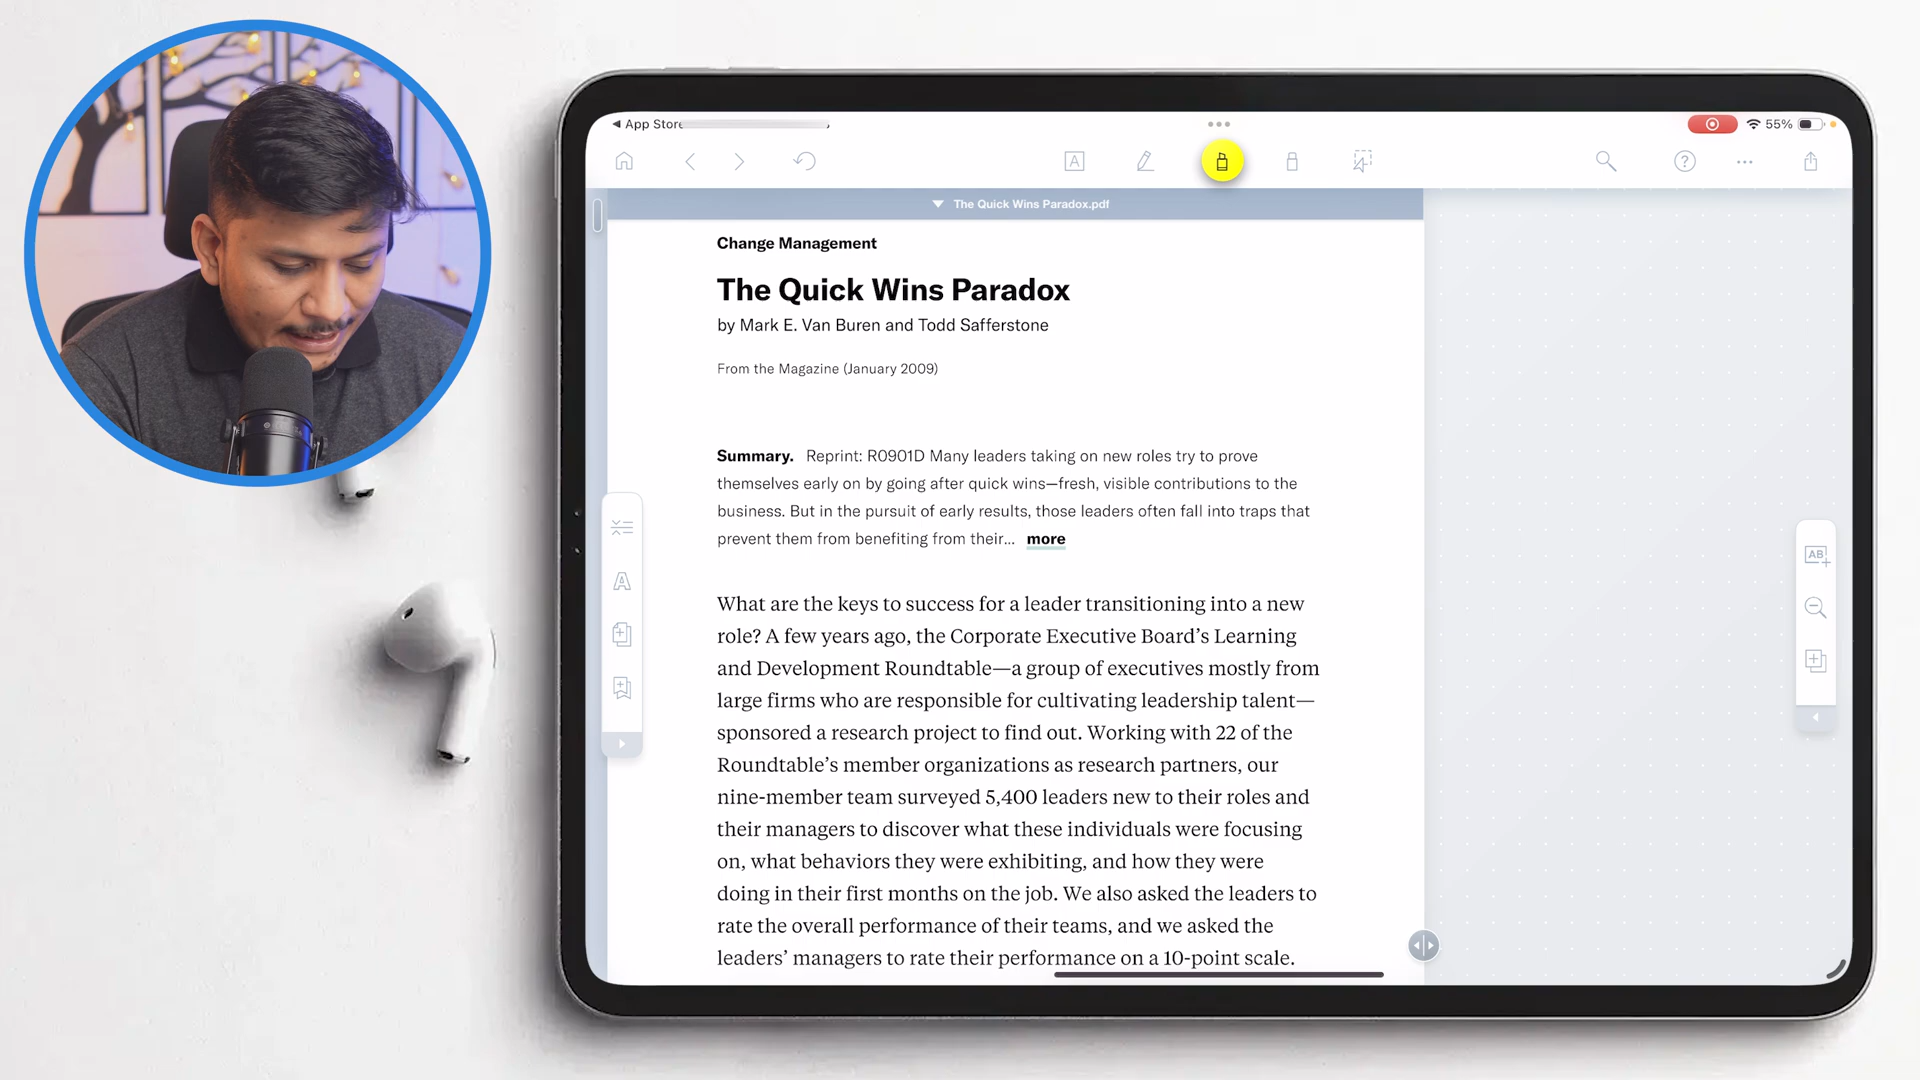 ◀ App Store
55%
The Quick Wins Paradox.pdf
Change Management
The Quick Wins Paradox
by Mark E. Van Buren and Todd Safferstone
From the Magazine (January 2009)
Summary. Reprint: R0901D Many leaders taking on new roles try to prove
themselves early on by going after quick wins—fresh, visible contributions to the
business. But in the pursuit of early results, those leaders often fall into traps that
prevent them from benefiting from their... more
What are the keys to success for a leader transitioning into a new
role? A few years ago, the Corporate Executive Board’s Learning
and Development Roundtable—a group of executives mostly from
large firms who are responsible for cultivating leadership talent—
sponsored a research project to find out. Working with 22 of the
Roundtable’s member organizations as research partners, our
nine-member team surveyed 5,400 leaders new to their roles and
their managers to discover what these individuals were focusing
on, what behaviors they were exhibiting, and how they were
doing in their first months on the job. We also asked the leaders to
rate the overall performance of their teams, and we asked the
leaders’ managers to rate their performance on a 10-point scale.
A
A
AB